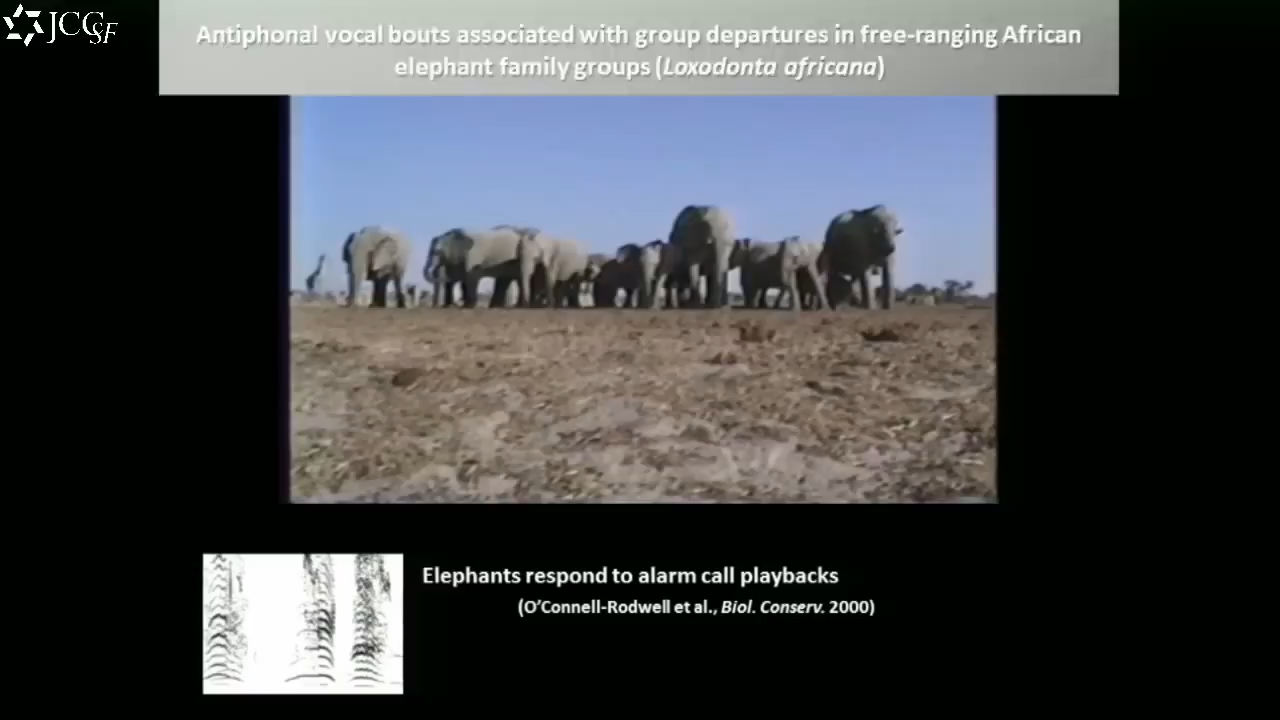 JCCSF
Antiphonal vocal bouts associated with group departures in free-ranging African
elephant family groups (Loxodonta africana)
Elephants respond to alarm call playbacks
(O'Connell-Rodwell et al., Biol. Conserv. 2000)